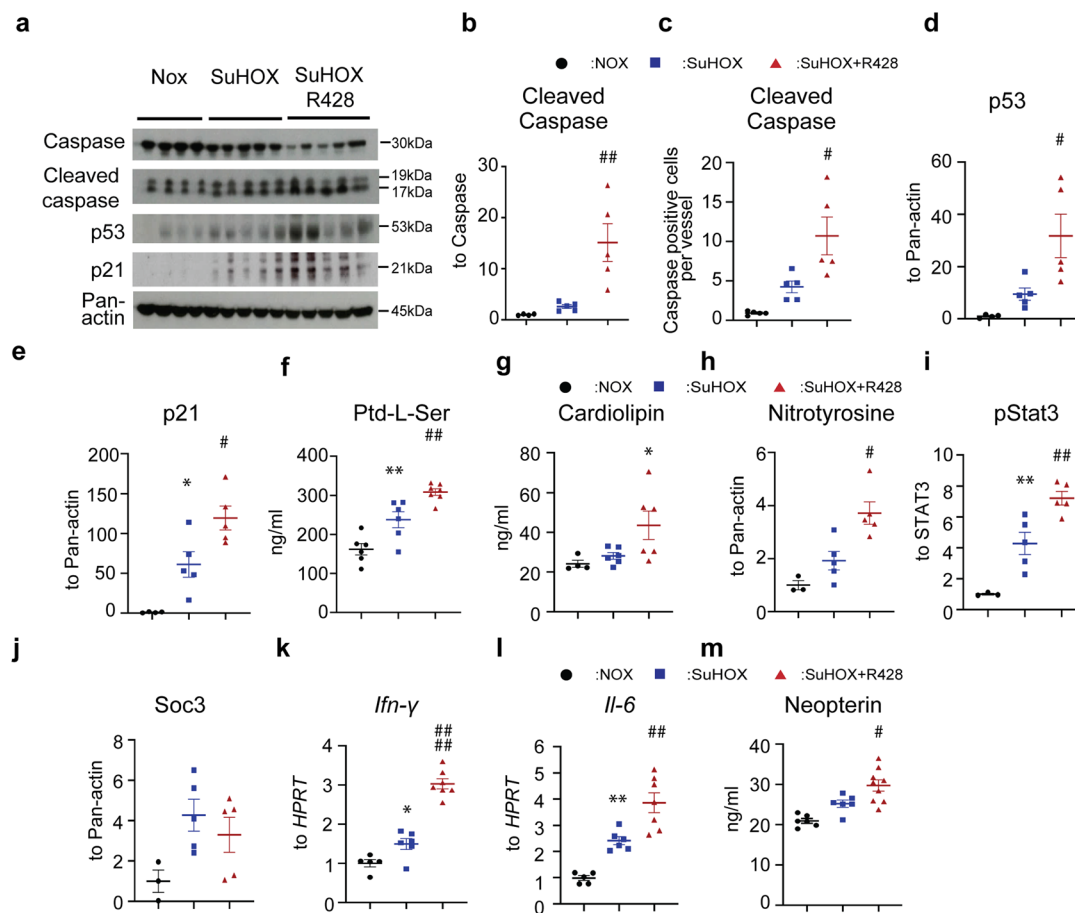 a
b
c
d
Nox
SuHOX
SuHOX
R428
Caspase
30kDa
Cleaved
caspase
19kDa
17kDa
p53
53kDa
p21
21kDa
Pan-
actin
45kDa
:NOX
:SuHOX
:SuHOX+R428
Cleaved
Caspase
##
to Caspase
30
20
10
0
Cleaved
Caspase
#
Caspase positive cells
per vessel
20
15
10
5
0
p53
#
to Pan-actin
60
40
20
0
e
f
g
h
i
:NOX
:SuHOX
:SuHOX+R428
p21
* #
to Pan-actin
200
150
100
50
0
Ptd-L-Ser
** ##
ng/ml
400
300
200
100
0
Cardiolipin
*
ng/ml
80
60
40
20
0
Nitrotyrosine
#
to Pan-actin
6
4
2
0
pStat3
** ##
to STAT3
10
8
6
4
2
0
j
k
l
m
:NOX
:SuHOX
:SuHOX+R428
Soc3
to Pan-actin
8
6
4
2
0
Ifn-γ
* ##
##
to HPRT
4
3
2
1
0
Il-6
** ##
to HPRT
6
5
4
3
2
1
0
Neopterin
#
ng/ml
40
30
20
10
0